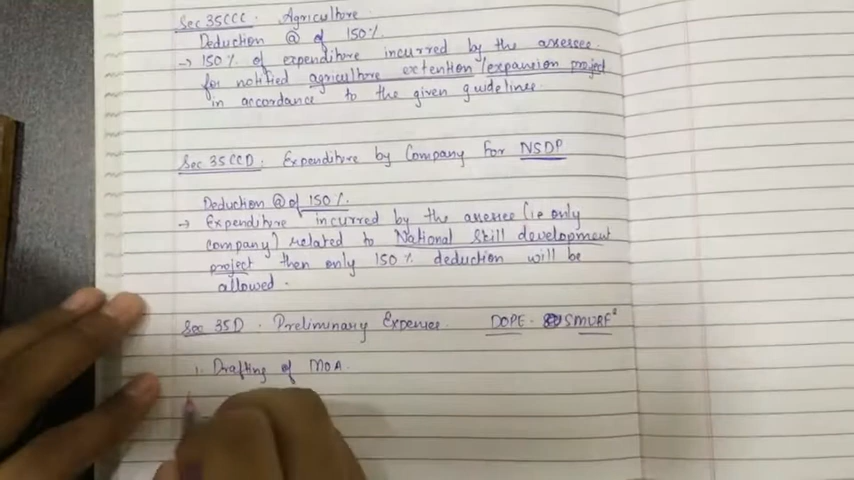 Sec 35CCC. Agriculture
Deduction @ of 150%
→ 150% of expenditure incurred by the assesee
for notified agriculture extention /expansion project
in accordance to the given guidelines.
Sec 35CCD. Expenditure by Company For NSDP
Deduction @ of 150%.
→ Expenditure incurred by the assesee (ie only
company) related to National Skill development
project then only 150% deduction will be
allowed.
Sec 35D. Preliminary Expenses. DOPE. SMURF²
1. Drafting of MOA.